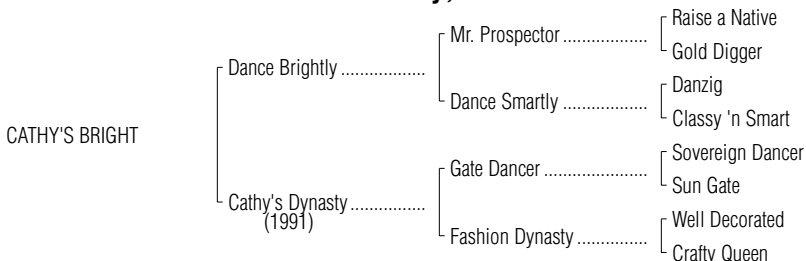 Raise a Native
Mr. Prospector ..................
Gold Digger
Dance Brightly ..................
Danzig
Dance Smartly ..................
Classy 'n Smart
CATHY'S BRIGHT
Sovereign Dancer
Gate Dancer ......................
Sun Gate
Cathy's Dynasty ................
(1991)
Well Decorated
Fashion Dynasty ...............
Crafty Queen